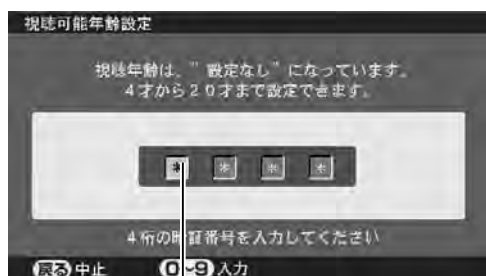 視聴可能年齢設定
視聴年齢は、"設定なし"になっています。
4才から20才まで設定できます。
* * * *
4桁の暗証番号を入力してください
戻る 中止 0~9 入力